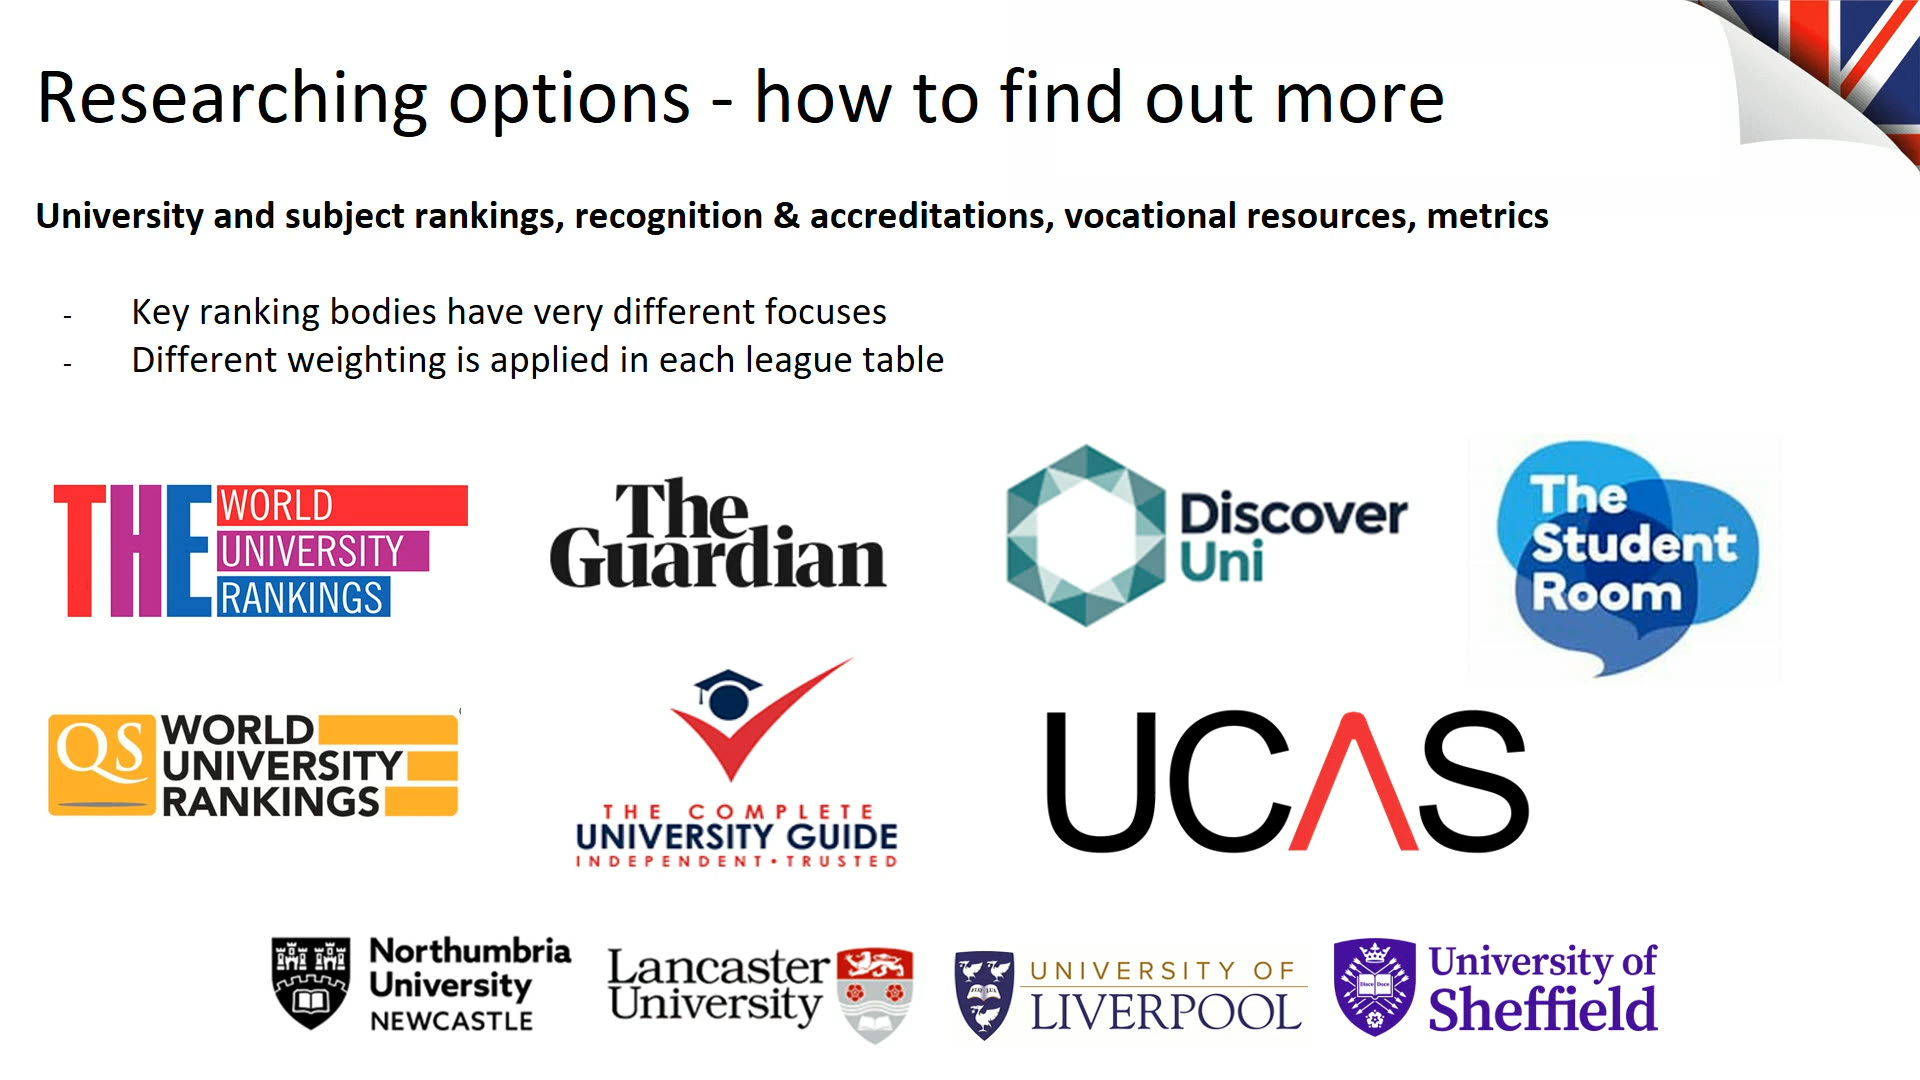 Researching options - how to find out more
University and subject rankings, recognition & accreditations, vocational resources, metrics
- Key ranking bodies have very different focuses
- Different weighting is applied in each league table
THE WORLD
UNIVERSITY
RANKINGS
The
Guardian
Discover
Uni
The
Student
Room
QS WORLD
UNIVERSITY
RANKINGS
THE COMPLETE
UNIVERSITY GUIDE
INDEPENDENT • TRUSTED
UCAS
Northumbria
University
NEWCASTLE
Lancaster
University
UNIVERSITY OF
LIVERPOOL
University of
Sheffield
Disce Doce